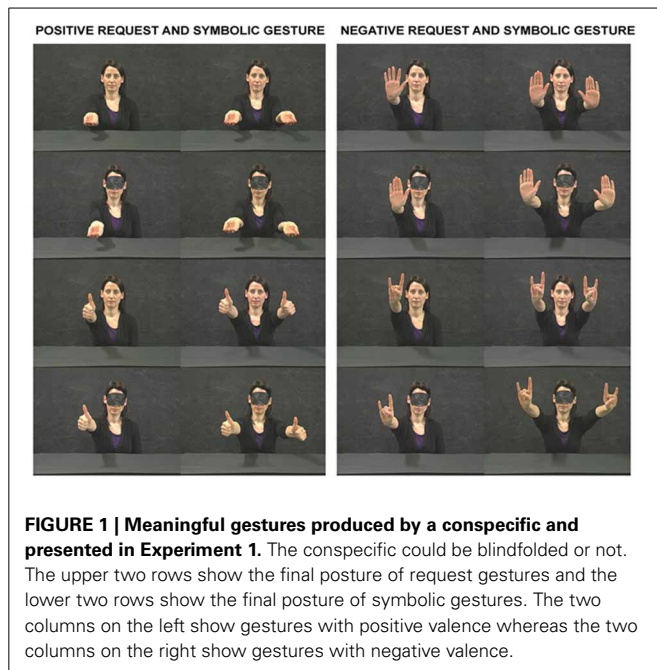 POSITIVE REQUEST AND SYMBOLIC GESTURE NEGATIVE REQUEST AND SYMBOLIC GESTURE
FIGURE 1 | Meaningful gestures produced by a conspecific and
presented in Experiment 1. The conspecific could be blindfolded or not.
The upper two rows show the final posture of request gestures and the
lower two rows show the final posture of symbolic gestures. The two
columns on the left show gestures with positive valence whereas the two
columns on the right show gestures with negative valence.